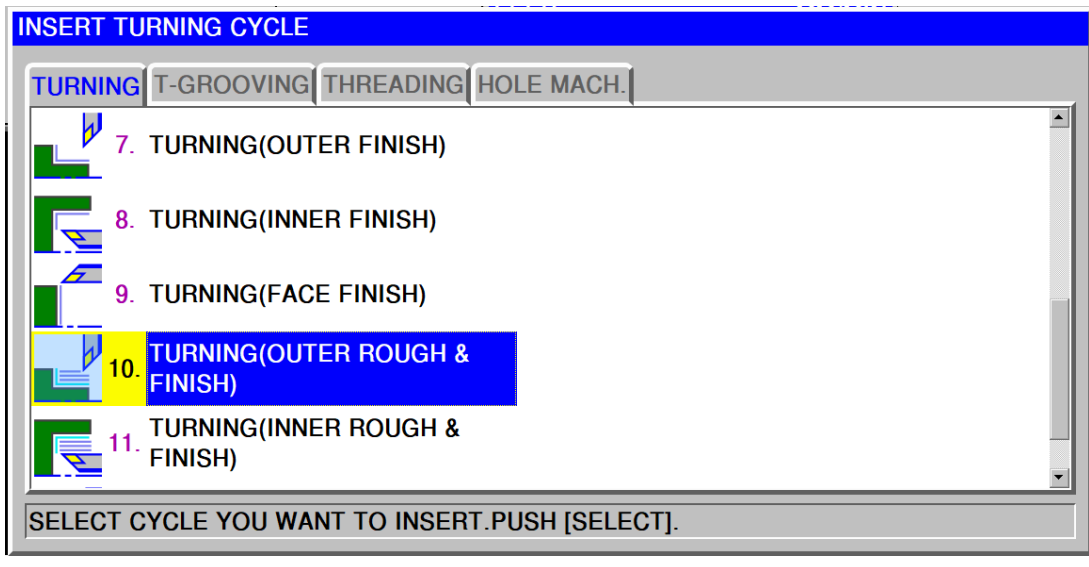 INSERT TURNING CYCLE
TURNING T-GROOVING THREADING HOLE MACH.
7. TURNING(OUTER FINISH)
8. TURNING(INNER FINISH)
9. TURNING(FACE FINISH)
10. TURNING(OUTER ROUGH &
FINISH)
11. TURNING(INNER ROUGH &
FINISH)
SELECT CYCLE YOU WANT TO INSERT.PUSH [SELECT].